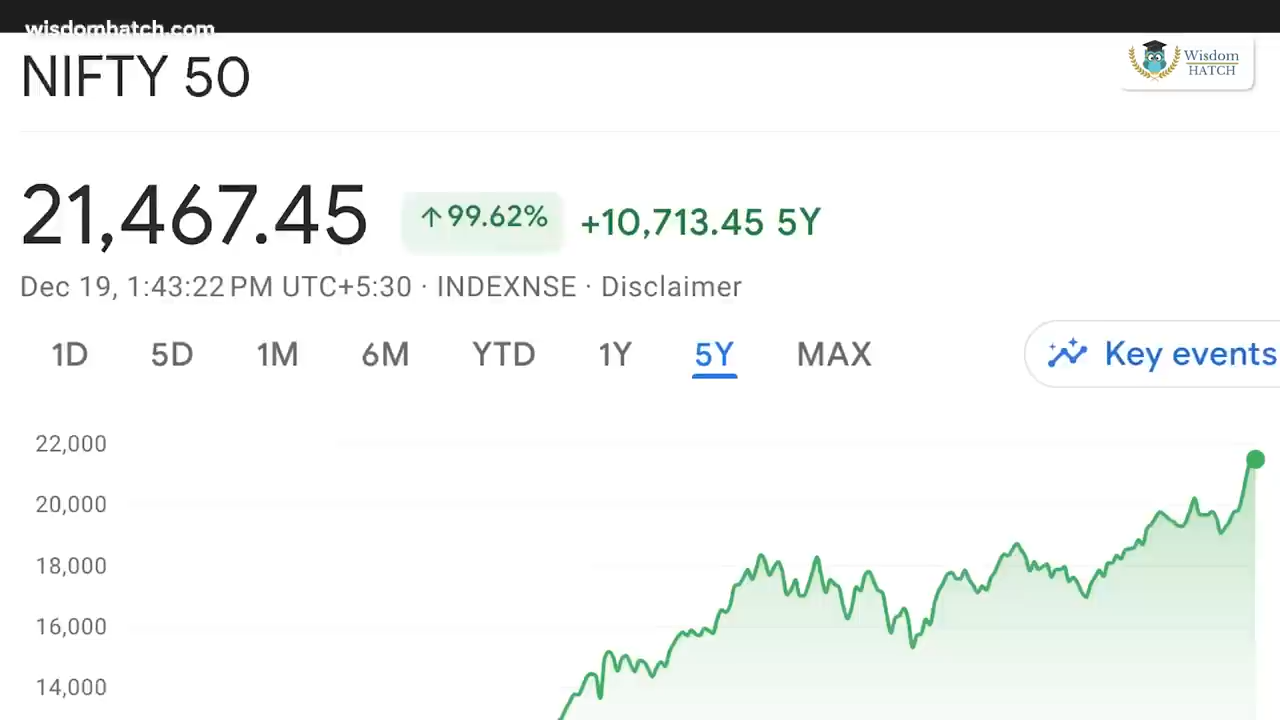 wisdomhatch.com
NIFTY 50
Wisdom
HATCH
21,467.45 ↑99.62% +10,713.45 5Y
Dec 19, 1:43:22 PM UTC+5:30 · INDEXNSE · Disclaimer
1D 5D 1M 6M YTD 1Y 5Y MAX Key events
22,000
20,000
18,000
16,000
14,000